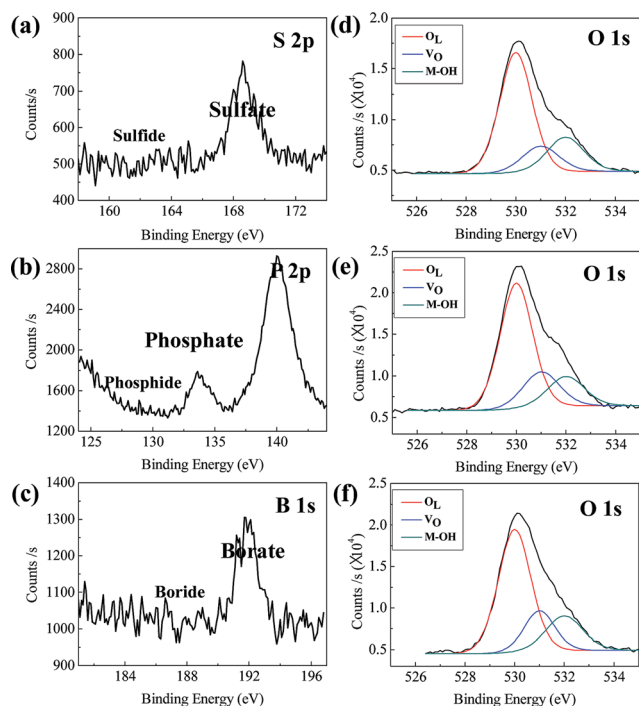 (a)
S 2p
Sulfate
Sulfide
Counts/s
900
800
700
600
500
400
160
164
168
172
Binding Energy (eV)
(d)
O 1s
O_L
V_O
M-OH
Counts /s (X10⁴)
2.0
1.5
1.0
0.5
526
528
530
532
534
Binding Energy (eV)
(b)
P 2p
Phosphate
Phosphide
Counts /s
2800
2400
2000
1600
1200
125
130
135
140
Binding Energy (eV)
(e)
O 1s
O_L
V_O
M-OH
Counts /s (X10⁴)
2.5
2.0
1.5
1.0
0.5
526
528
530
532
534
Binding Energy (eV)
(c)
B 1s
Borate
Boride
Counts/s
1400
1300
1200
1100
1000
900
184
188
192
196
Binding Energy (eV)
(f)
O 1s
O_L
V_O
M-OH
Counts /s (X10⁴)
2.5
2.0
1.5
1.0
0.5
526
528
530
532
534
Binding Energy (eV)